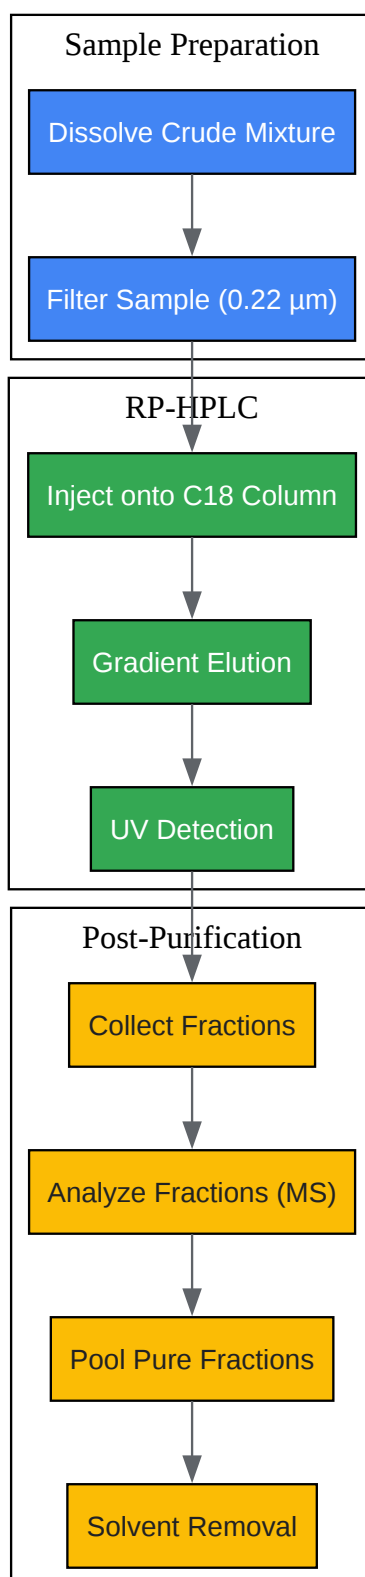 Sample Preparation
Dissolve Crude Mixture
Filter Sample (0.22 µm)
RP-HPLC
Inject onto C18 Column
Gradient Elution
UV Detection
Post-Purification
Collect Fractions
Analyze Fractions (MS)
Pool Pure Fractions
Solvent Removal